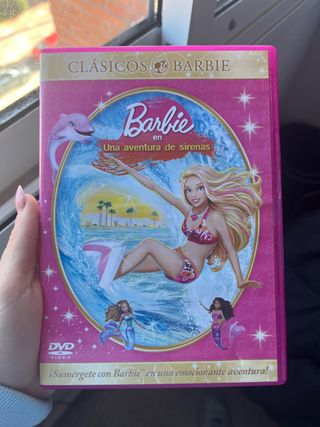 CLÁSICOS BARBIE
Barbie
en
Una aventura de sirenas
DVD
VIDEO
¡Sumérgete con Barbie™ en una emocionante aventura!